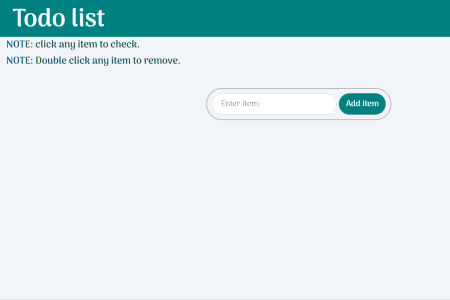 Todo list
NOTE: click any item to check.
NOTE: Double click any item to remove.
Enter item:
Add item